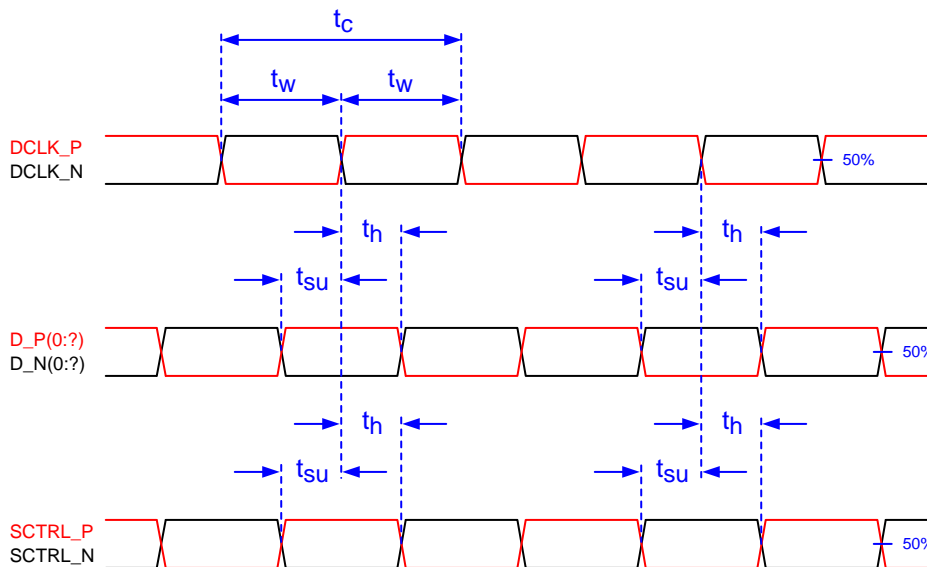 tc
tw tw
DCLK_P
DCLK_N
50%
th th
tsu tsu
D_P(0:?)
D_N(0:?)
50%
th th
tsu tsu
SCTRL_P
SCTRL_N
50%